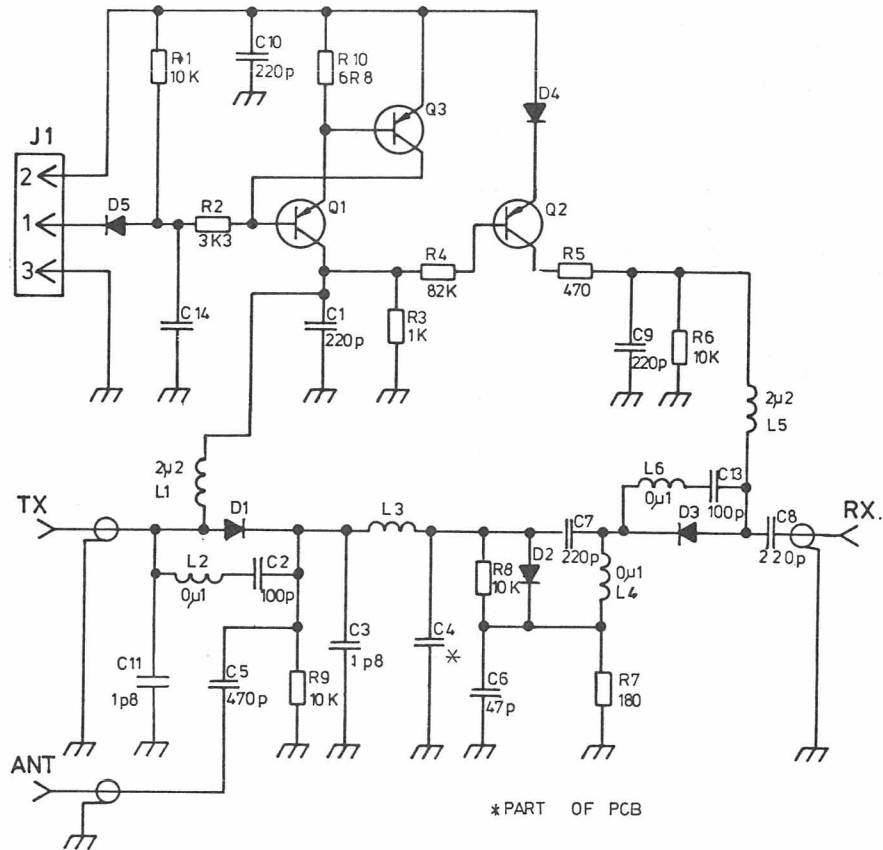 R1
10K
C10
220p
R10
6R8
Q3
D4
J1
2
1
3
D5
R2
3K3
Q1
Q2
R4
82K
R5
470
C14
C1
220p
R3
1K
C9
220p
R6
10K
2µ2
L5
2µ2
L1
TX
D1
L3
L6
0µ1
C13
100p
D3
C8
220p
RX.
L2
0µ1
C2
100p
C7
220p
D2
R8
10K
0µ1
L4
C11
1p8
C5
470p
R9
10K
C3
1p8
C4
*
C6
47p
R7
180
ANT
*PART OF PCB